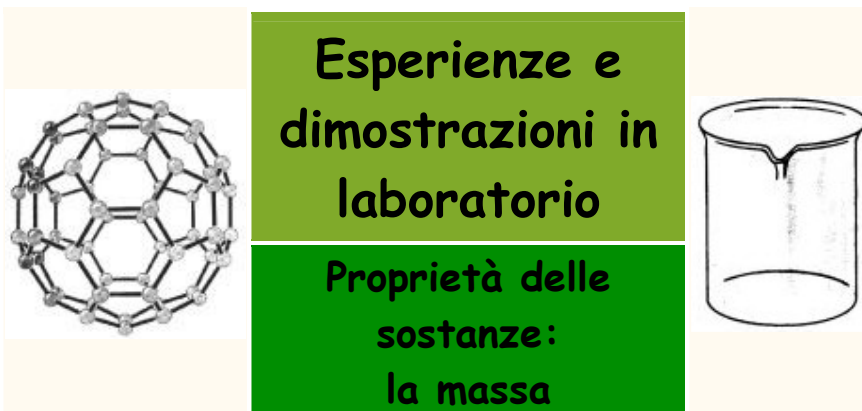 Esperienze e
dimostrazioni in
laboratorio
Proprietà delle
sostanze:
la massa